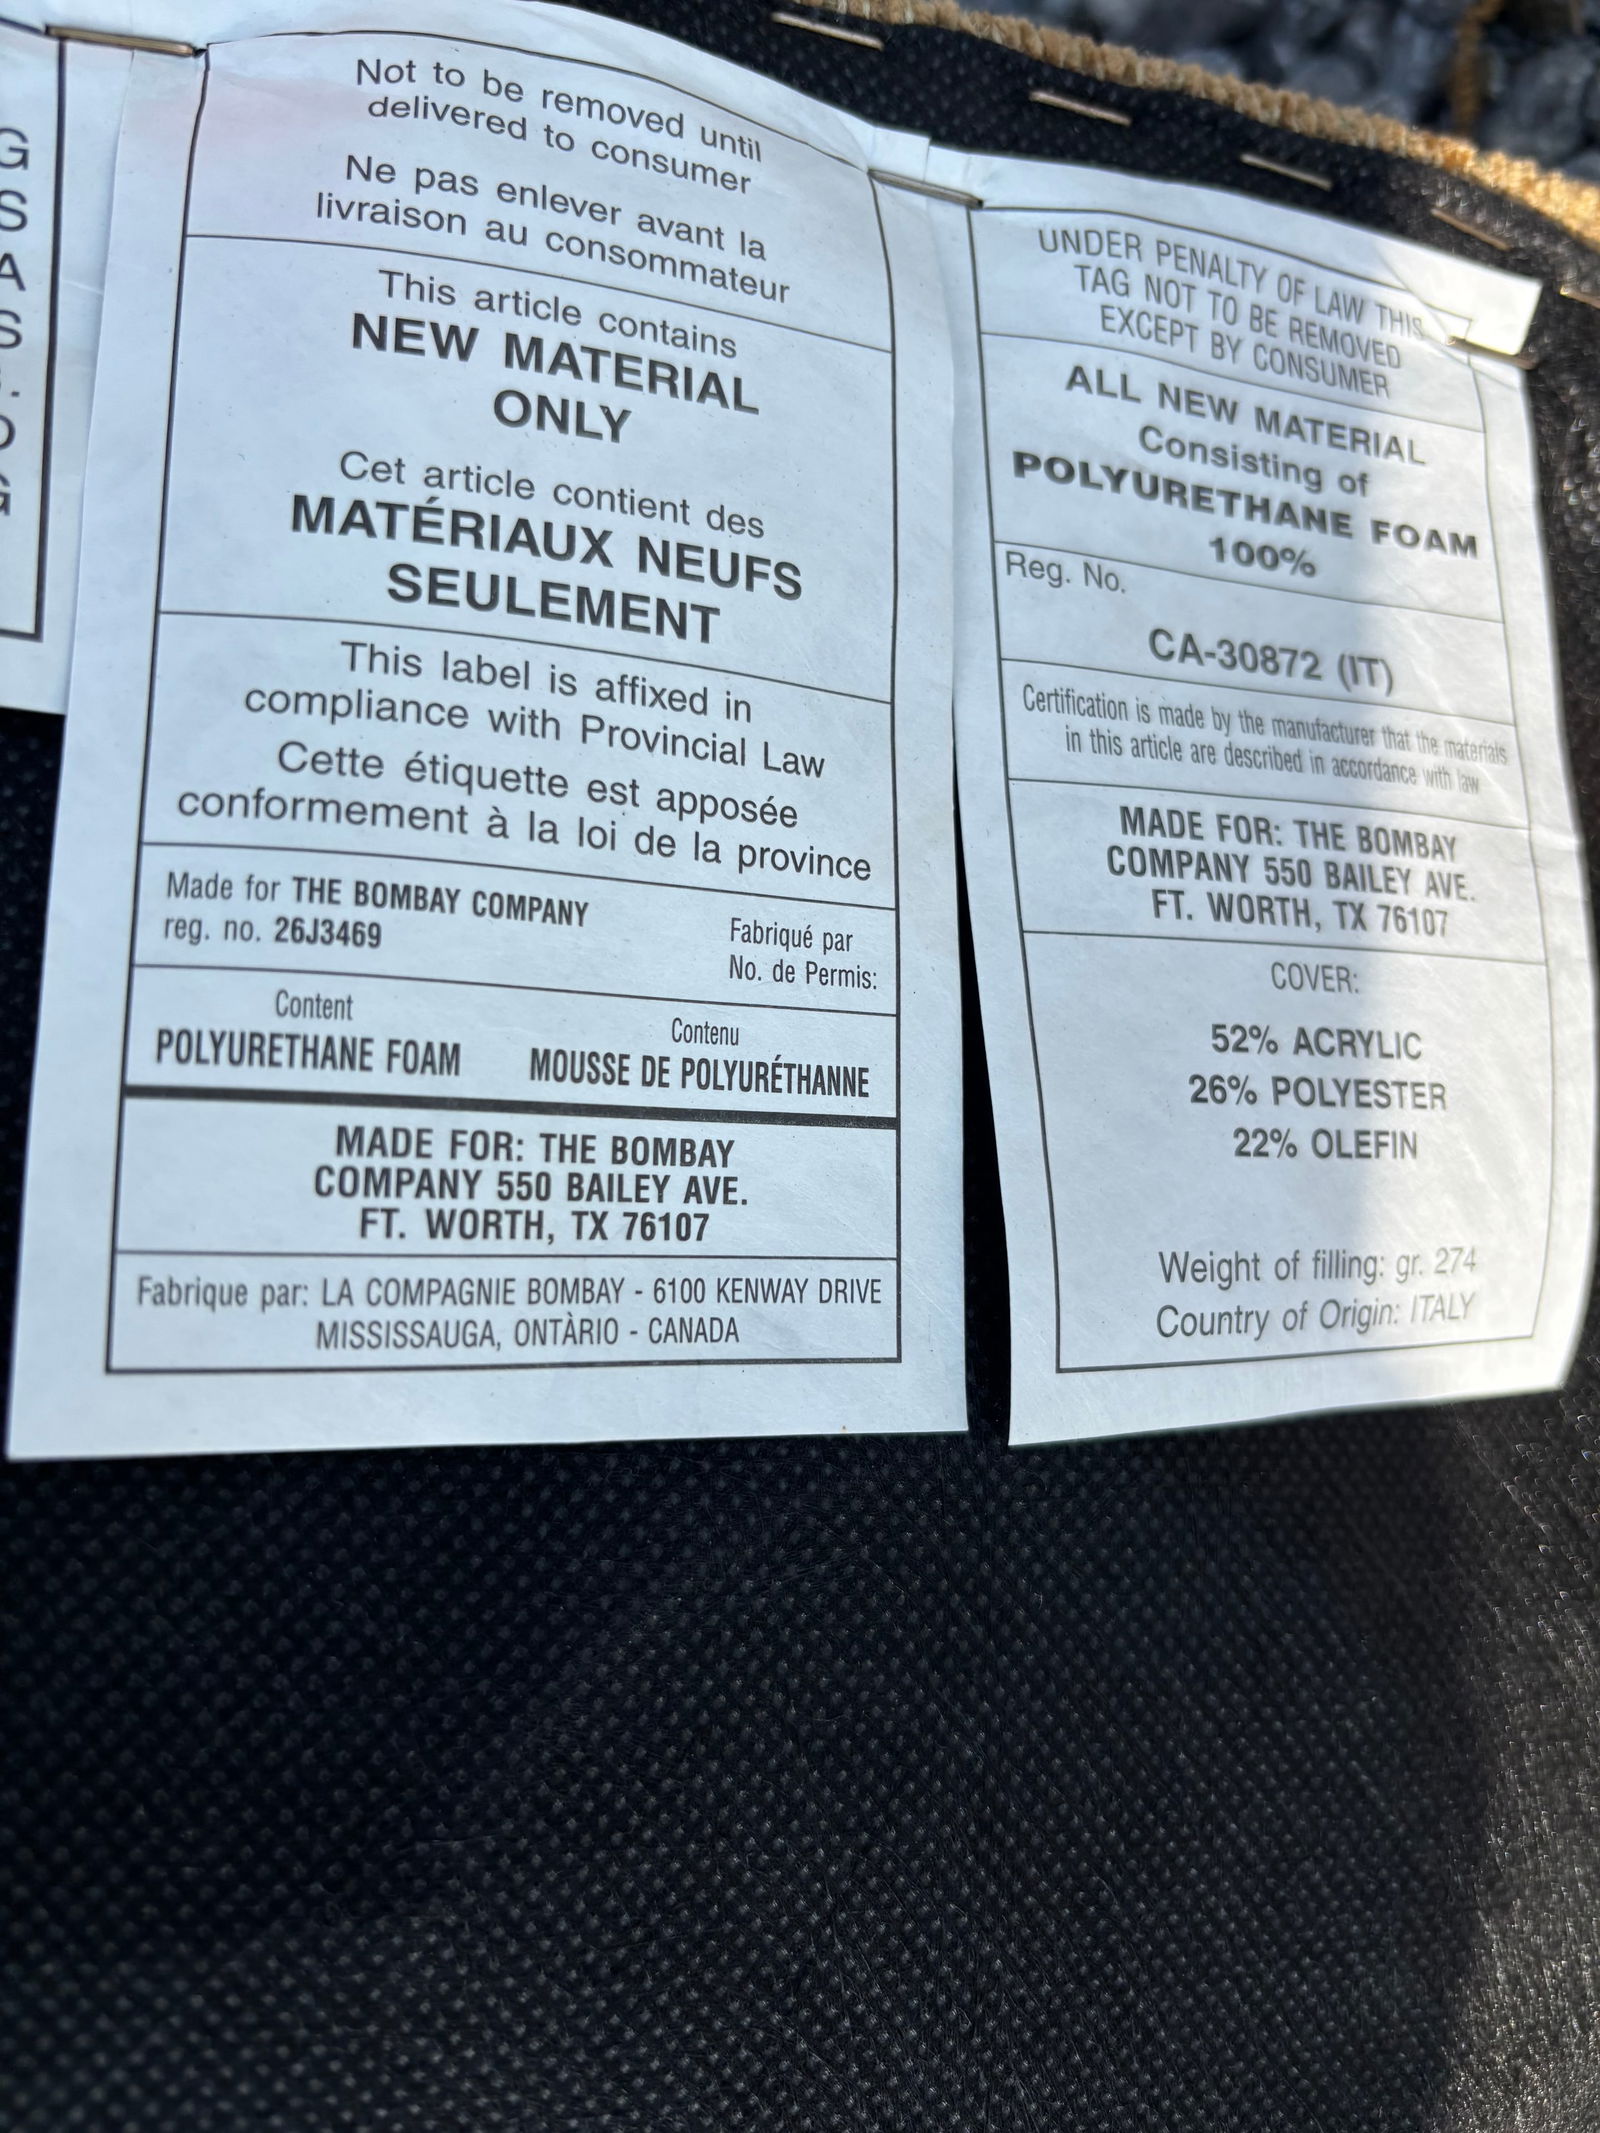 G
S
A
S
.
O
G
Not to be removed until
delivered to consumer
Ne pas enlever avant la
livraison au consommateur
This article contains
NEW MATERIAL
ONLY
Cet article contient des
MATÉRIAUX NEUFS
SEULEMENT
This label is affixed in
compliance with Provincial Law
Cette étiquette est apposée
conformement à la loi de la province
Made for THE BOMBAY COMPANY
reg. no. 26J3469
Fabriqué par
No. de Permis:
Content
POLYURETHANE FOAM
Contenu
MOUSSE DE POLYURÉTHANNE
MADE FOR: THE BOMBAY
COMPANY 550 BAILEY AVE.
FT. WORTH, TX 76107
Fabrique par: LA COMPAGNIE BOMBAY - 6100 KENWAY DRIVE
MISSISSAUGA, ONTÀRIO - CANADA
UNDER PENALTY OF LAW THIS
TAG NOT TO BE REMOVED
EXCEPT BY CONSUMER
ALL NEW MATERIAL
Consisting of
POLYURETHANE FOAM
100%
Reg. No.
CA-30872 (IT)
Certification is made by the manufacturer that the materials
in this article are described in accordance with law
MADE FOR: THE BOMBAY
COMPANY 550 BAILEY AVE.
FT. WORTH, TX 76107
COVER:
52% ACRYLIC
26% POLYESTER
22% OLEFIN
Weight of filling: gr. 274
Country of Origin: ITALY